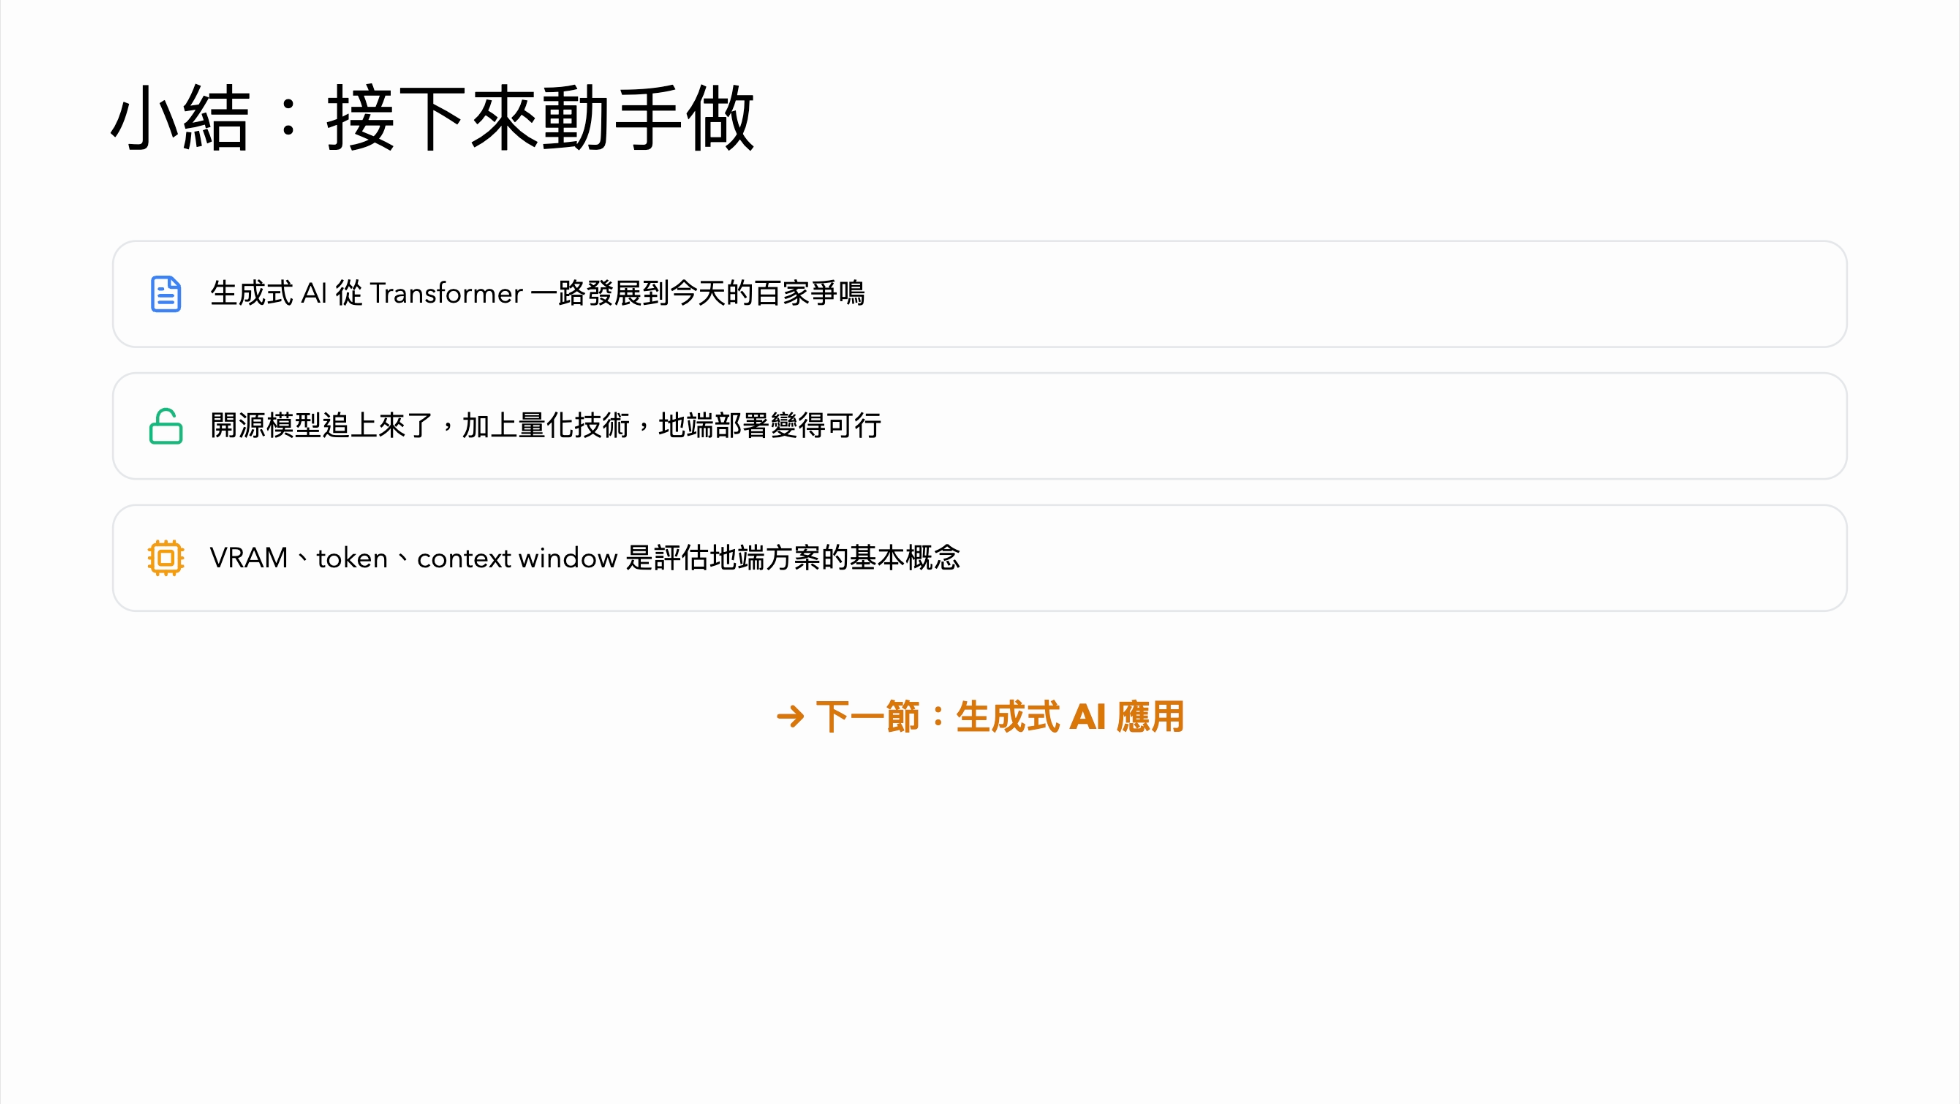 小結：接下來動手做
生成式 AI 從 Transformer 一路發展到今天的百家爭鳴
開源模型追上來了，加上量化技術，地端部署變得可行
VRAM、token、context window 是評估地端方案的基本概念
→ 下一節：生成式 AI 應用